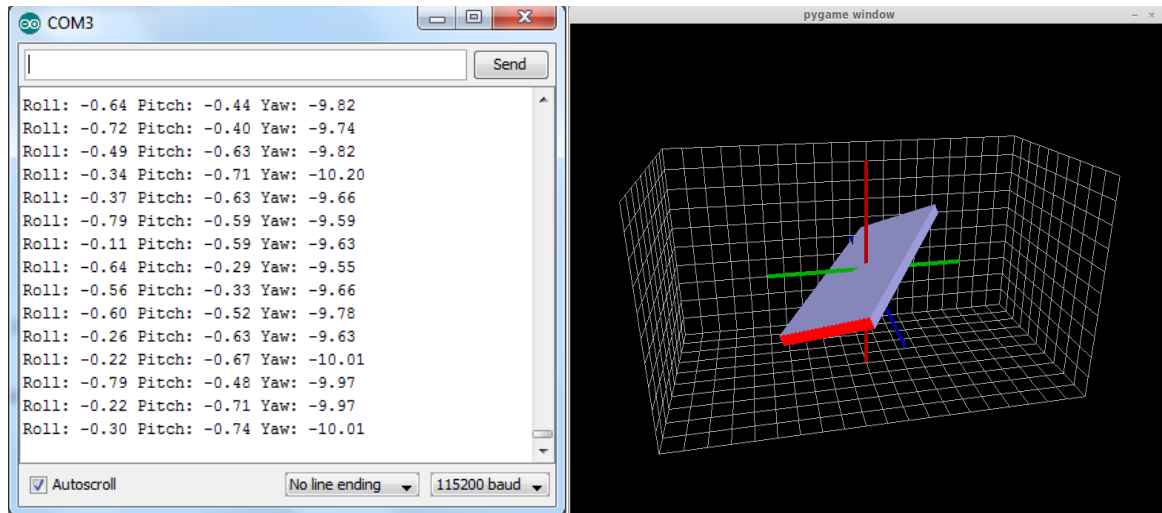 COM3
Send
Roll: -0.64 Pitch: -0.44 Yaw: -9.82
Roll: -0.72 Pitch: -0.40 Yaw: -9.74
Roll: -0.49 Pitch: -0.63 Yaw: -9.82
Roll: -0.34 Pitch: -0.71 Yaw: -10.20
Roll: -0.37 Pitch: -0.63 Yaw: -9.66
Roll: -0.79 Pitch: -0.59 Yaw: -9.59
Roll: -0.11 Pitch: -0.59 Yaw: -9.63
Roll: -0.64 Pitch: -0.29 Yaw: -9.55
Roll: -0.56 Pitch: -0.33 Yaw: -9.66
Roll: -0.60 Pitch: -0.52 Yaw: -9.78
Roll: -0.26 Pitch: -0.63 Yaw: -9.63
Roll: -0.22 Pitch: -0.67 Yaw: -10.01
Roll: -0.79 Pitch: -0.48 Yaw: -9.97
Roll: -0.22 Pitch: -0.71 Yaw: -9.97
Roll: -0.30 Pitch: -0.74 Yaw: -10.01
Autoscroll
No line ending
115200 baud
pygame window